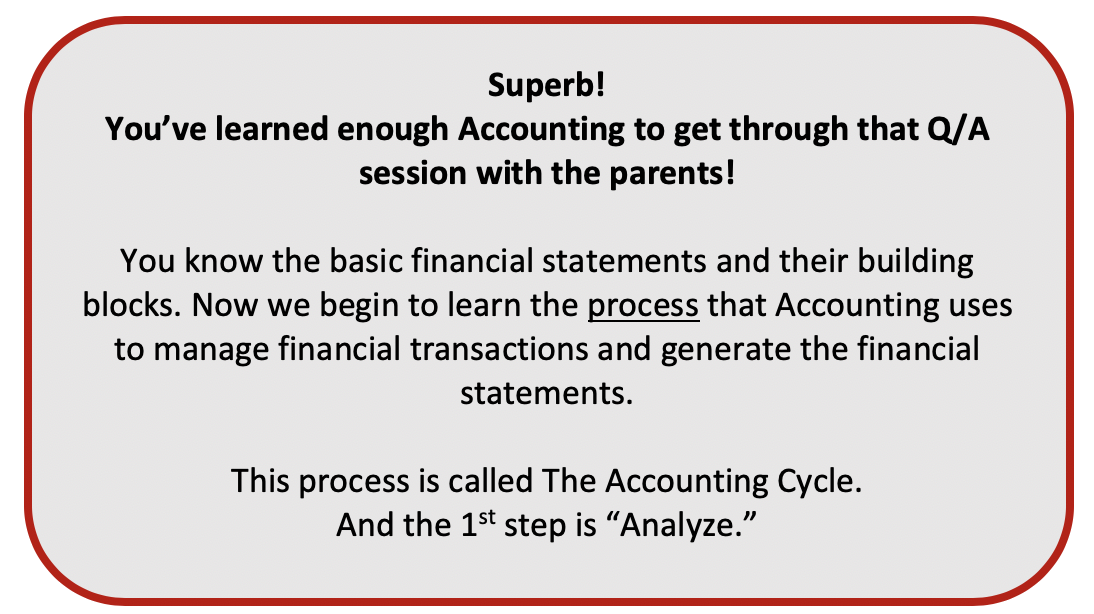 Superb!
You’ve learned enough Accounting to get through that Q/A
session with the parents!
You know the basic financial statements and their building
blocks. Now we begin to learn the process that Accounting uses
to manage financial transactions and generate the financial
statements.
This process is called The Accounting Cycle.
And the 1st step is “Analyze.”